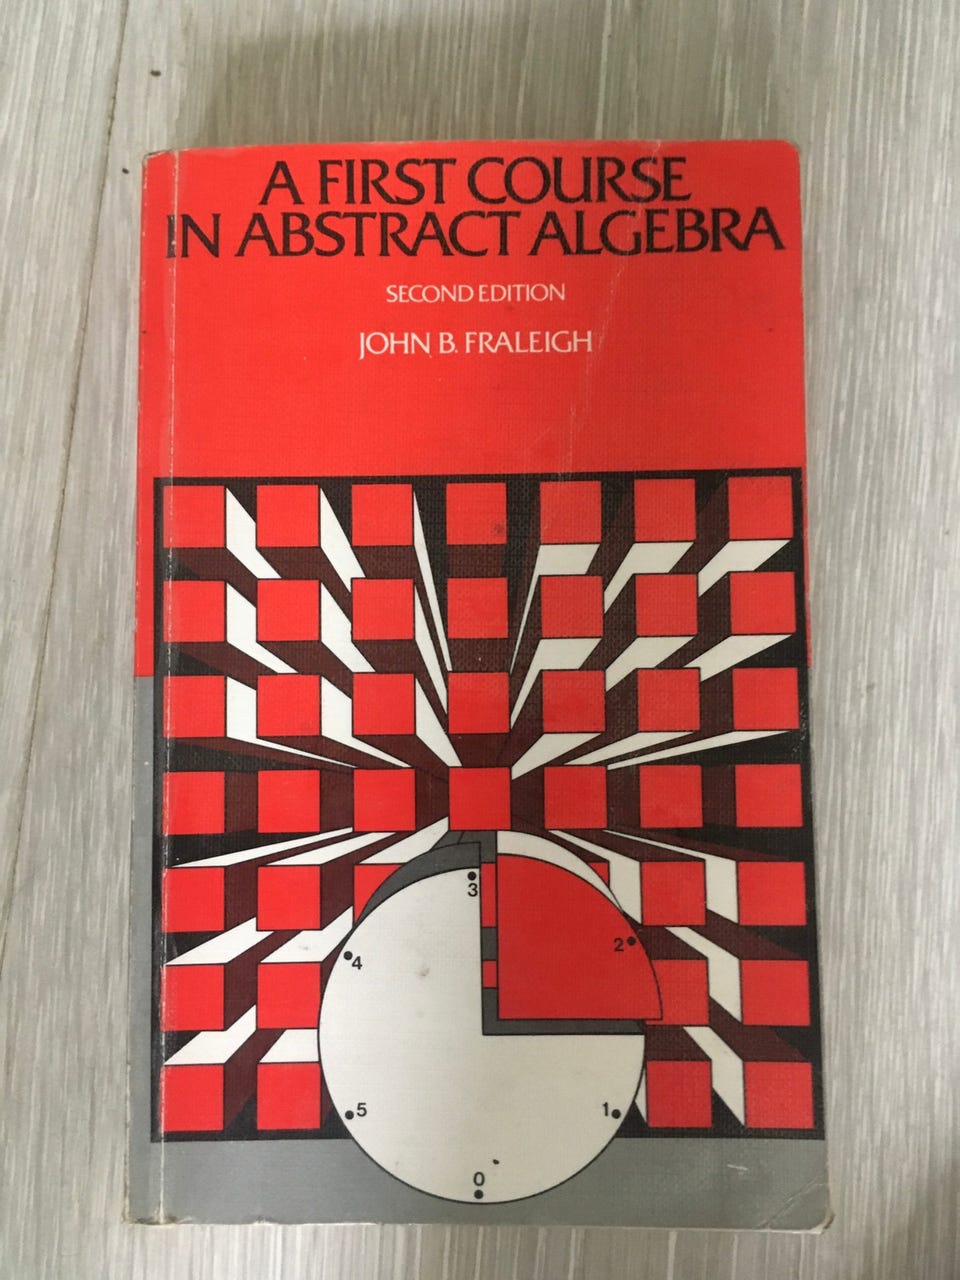 A FIRST COURSE
IN ABSTRACT ALGEBRA
SECOND EDITION
JOHN B. FRALEIGH
3
2
4
5
1
0